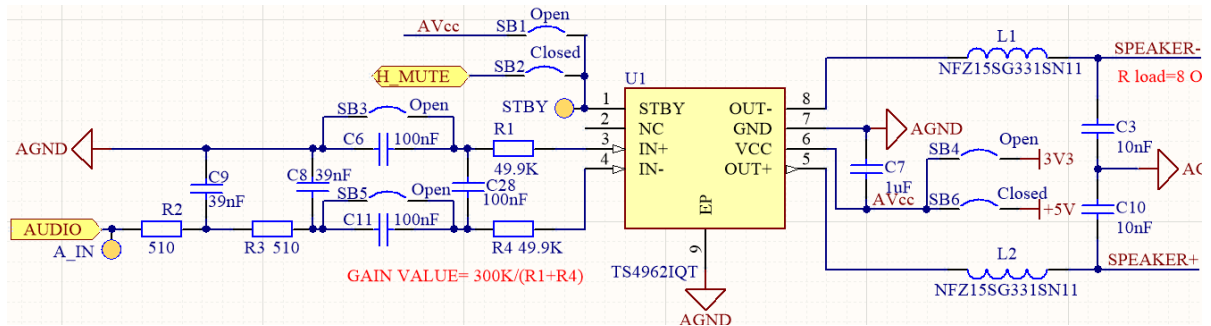 AVcc
SB1
Open
SB2
Closed
H_MUTE
STBY
U1
1
STBY
2
NC
3
IN+
4
IN-
OUT-
8
GND
7
VCC
6
OUT+
5
EP
9
TS4962IQT
AGND
AGND
SB3
Open
C6
100nF
R1
49.9K
C9
39nF
C8
39nF
SB5
Open
C28
100nF
C11
100nF
AUDIO
A_IN
R2
510
R3
510
R4
49.9K
GAIN VALUE= 300K/(R1+R4)
L1
NFZ15SG331SN11
SPEAKER-
R load=8 O
AGND
C7
1uF
AVcc
SB4
Open
3V3
SB6
Closed
+5V
C3
10nF
C10
10nF
L2
NFZ15SG331SN11
SPEAKER+